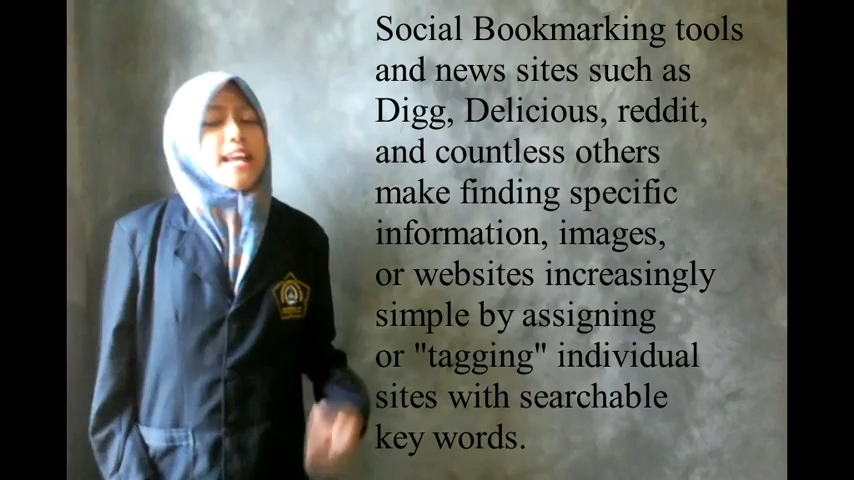 Social Bookmarking tools
and news sites such as
Digg, Delicious, reddit,
and countless others
make finding specific
information, images,
or websites increasingly
simple by assigning
or "tagging" individual
sites with searchable
key words.